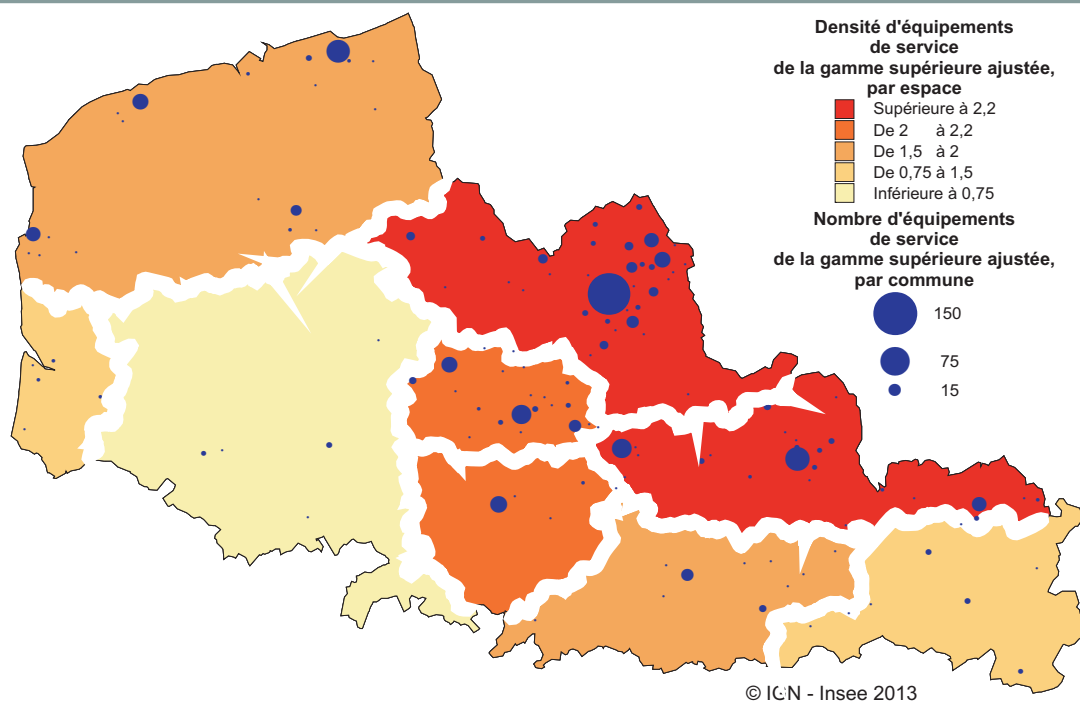 Densité d'équipements
de service
de la gamme supérieure ajustée,
par espace
Supérieure à 2,2
De 2 à 2,2
De 1,5 à 2
De 0,75 à 1,5
Inférieure à 0,75
Nombre d'équipements
de service
de la gamme supérieure ajustée,
par commune
150
75
15
© IGN - Insee 2013